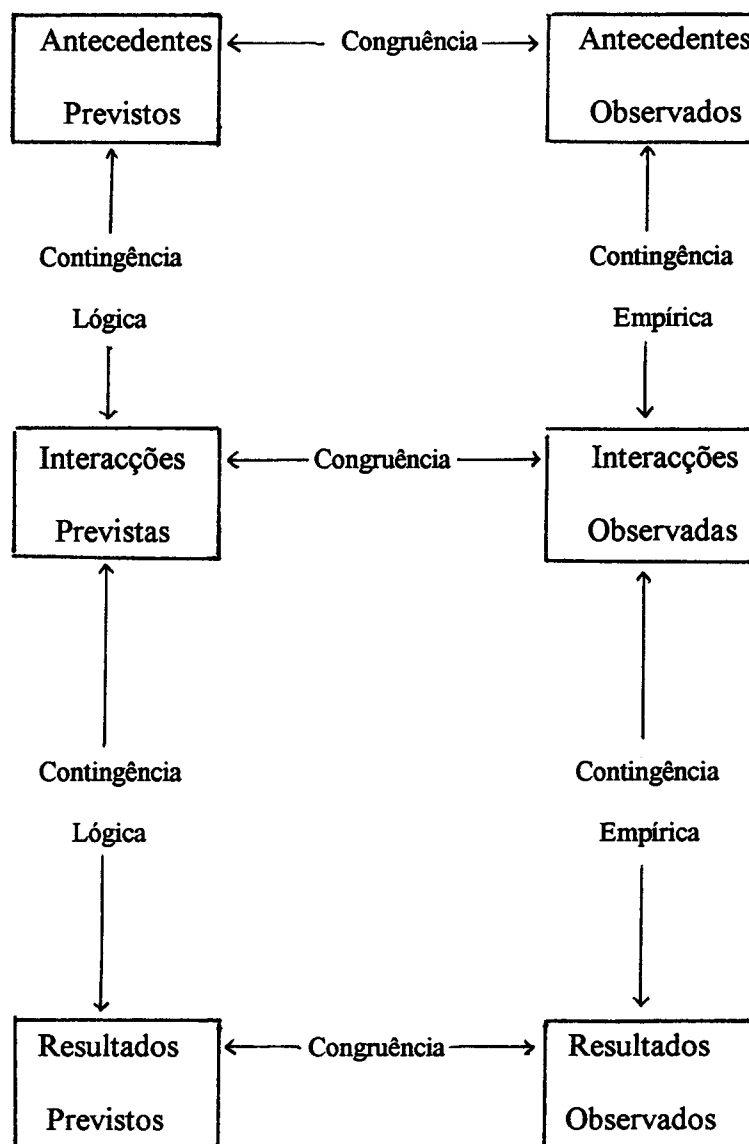 Antecedentes Congruência Antecedentes
Previstos Observados
Contingência Contingência
Lógica Empírica
Interacções Congruência Interacções
Previstas Observadas
Contingência Contingência
Lógica Empírica
Resultados Congruência Resultados
Previstos Observados